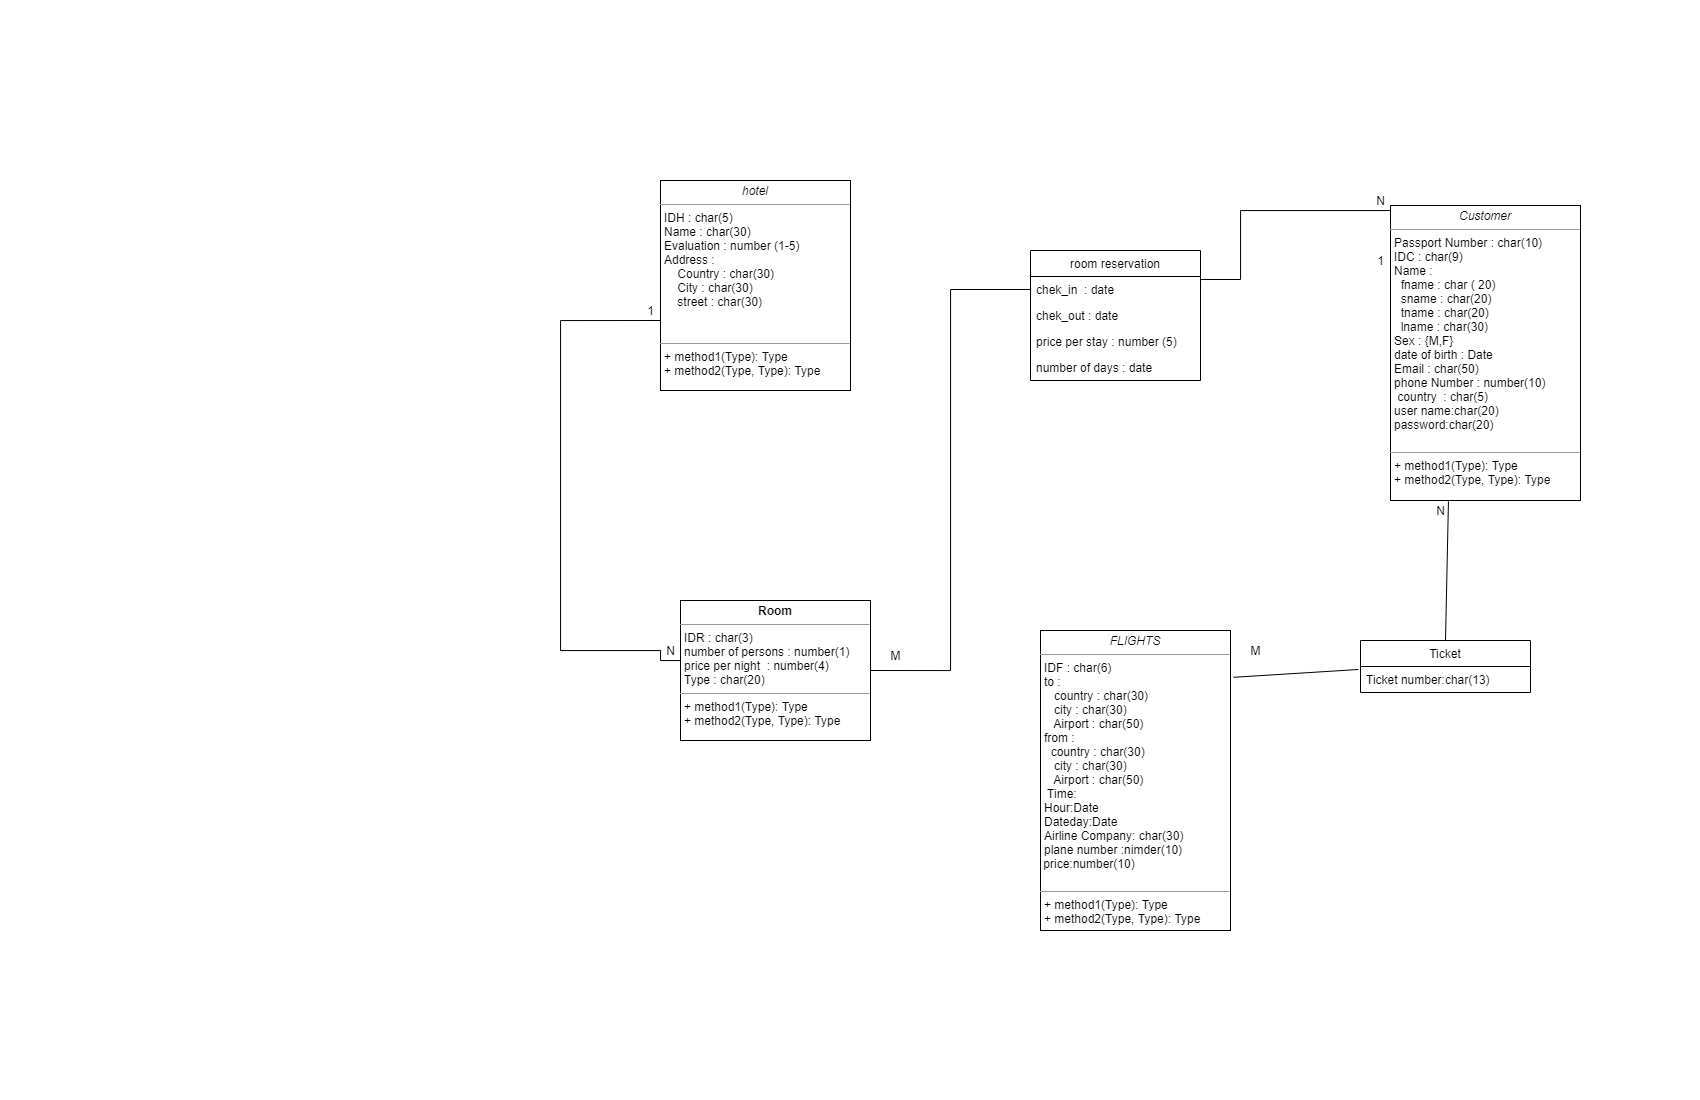 hotel
IDH : char(5)
Name : char(30)
Evaluation : number (1-5)
Address :
Country : char(30)
City : char(30)
street : char(30)
+ method1(Type): Type
+ method2(Type, Type): Type
1
N
Room
IDR : char(3)
number of persons : number(1)
price per night  : number(4)
Type : char(20)
+ method1(Type): Type
+ method2(Type, Type): Type
M
room reservation
chek_in  : date
chek_out : date
price per stay : number (5)
number of days : date
N
1
Customer
Passport Number : char(10)
IDC : char(9)
Name :
fname : char ( 20)
sname : char(20)
tname : char(20)
lname : char(30)
Sex : {M,F}
date of birth : Date
Email : char(50)
phone Number : number(10)
country  : char(5)
user name:char(20)
password:char(20)
+ method1(Type): Type
+ method2(Type, Type): Type
N
Ticket
Ticket number:char(13)
M
FLIGHTS
IDF : char(6)
to :
country : char(30)
city : char(30)
Airport : char(50)
from :
country : char(30)
city : char(30)
Airport : char(50)
Time:
Hour:Date
Dateday:Date
Airline Company: char(30)
plane number :nimder(10)
price:number(10)
+ method1(Type): Type
+ method2(Type, Type): Type